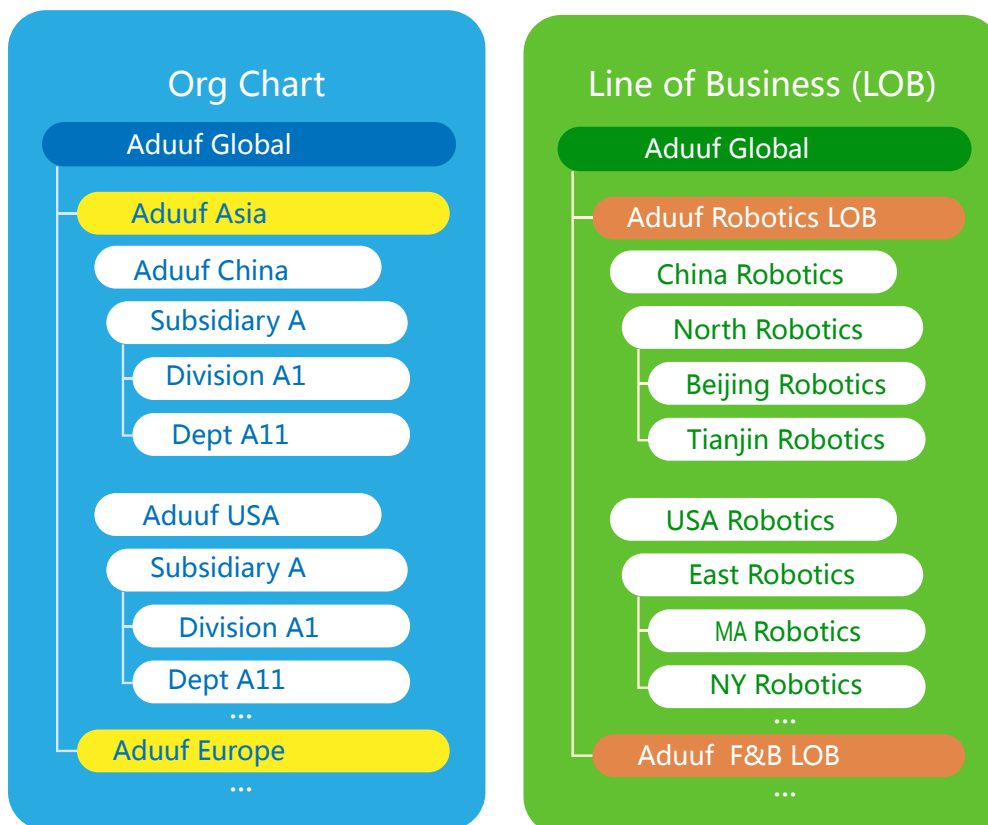 Org Chart
Aduuf Global
Aduuf Asia
Aduuf China
Subsidiary A
Division A1
Dept A11
Aduuf USA
Subsidiary A
Division A1
Dept A11
...
Aduuf Europe
...
Line of Business (LOB)
Aduuf Global
Aduuf Robotics LOB
China Robotics
North Robotics
Beijing Robotics
Tianjin Robotics
USA Robotics
East Robotics
MA Robotics
NY Robotics
...
Aduuf F&B LOB
...